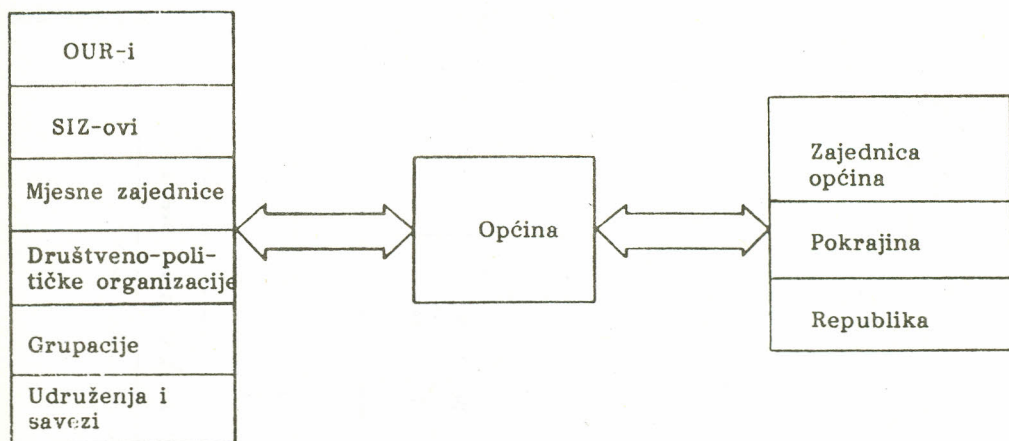 OUR-i
SIZ-ovi
Mjesne zajednice
Društveno-poli-
tičke organizacije
Grupacije
Udruženja i
savezi
Općina
Zajednica
općina
Pokrajina
Republika